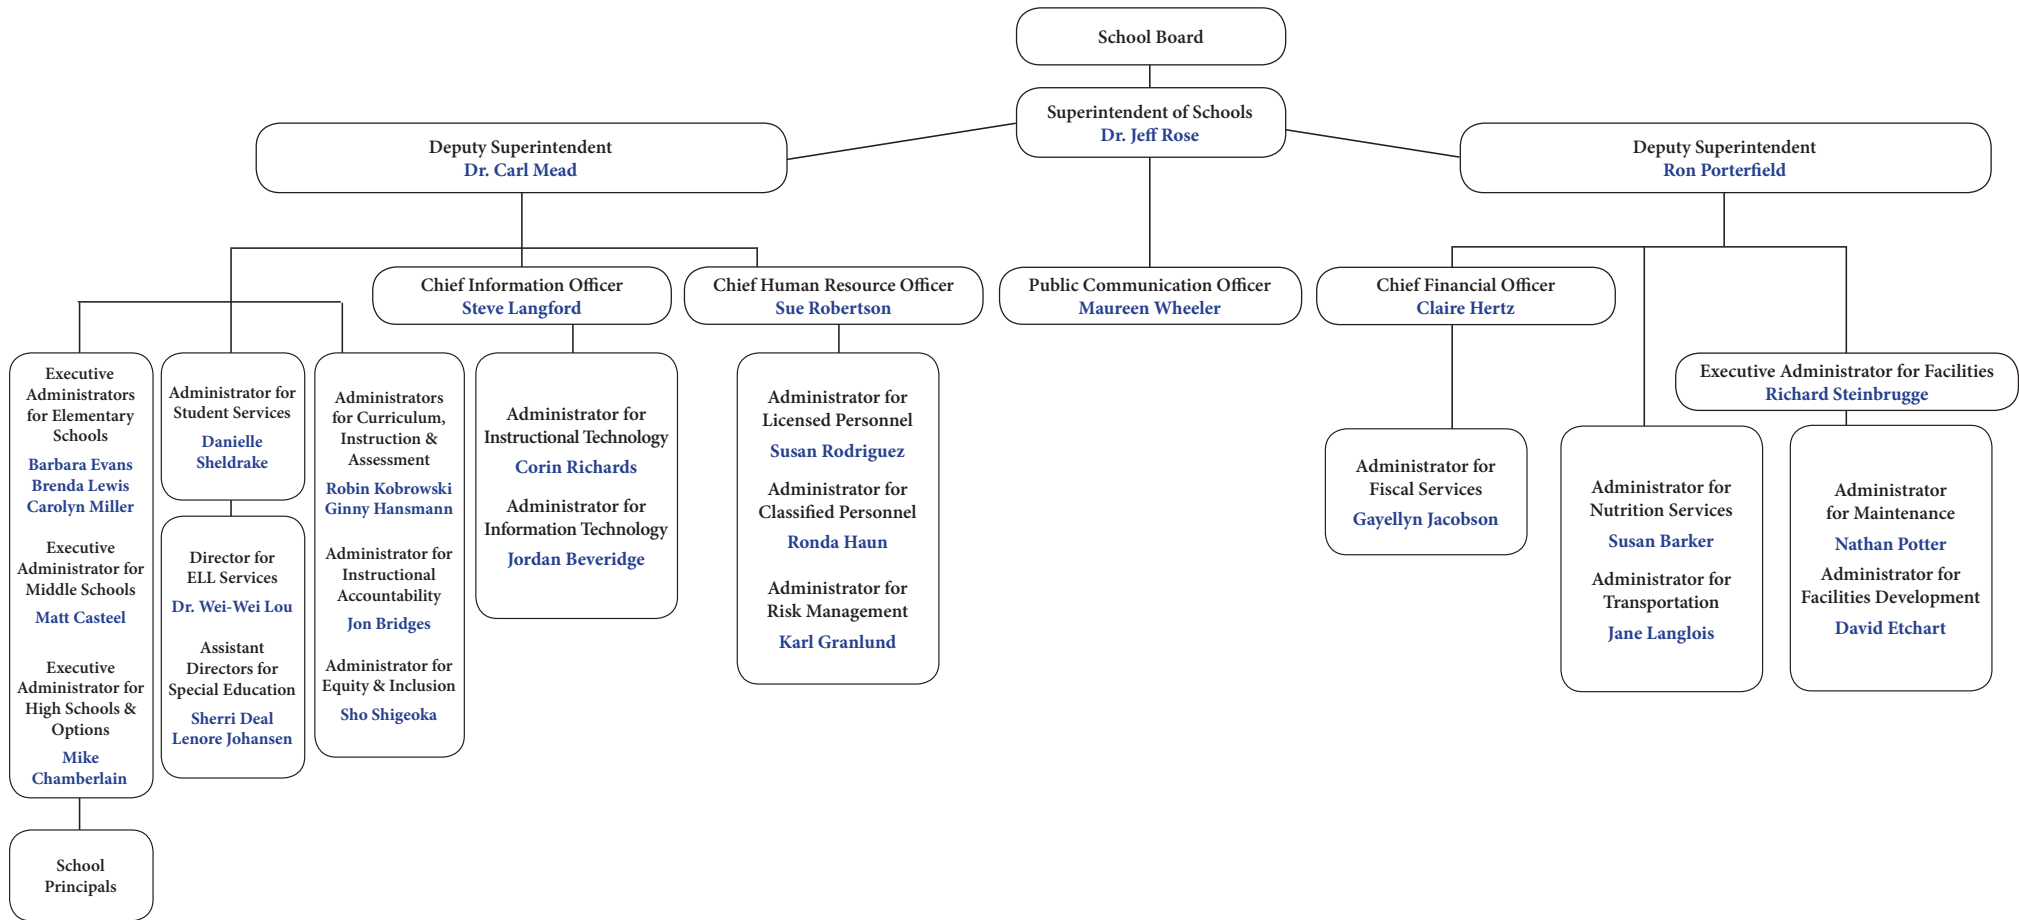 School Board
Superintendent of Schools
Dr. Jeff Rose
Deputy Superintendent
Dr. Carl Mead
Deputy Superintendent
Ron Porterfield
Chief Information Officer
Steve Langford
Chief Human Resource Officer
Sue Robertson
Public Communication Officer
Maureen Wheeler
Chief Financial Officer
Claire Hertz
Executive Administrator for Facilities
Richard Steinbrugge
Executive
Administrators
for Elementary
Schools
Barbara Evans
Brenda Lewis
Carolyn Miller
Executive
Administrator for
Middle Schools
Matt Casteel
Executive
Administrator for
High Schools &
Options
Mike
Chamberlain
School
Principals
Administrator for
Student Services
Danielle
Sheldrake
Director for
ELL Services
Dr. Wei-Wei Lou
Assistant
Directors for
Special Education
Sherri Deal
Lenore Johansen
Administrators
for Curriculum,
Instruction &
Assessment
Robin Kobrowski
Ginny Hansmann
Administrator for
Instructional
Accountability
Jon Bridges
Administrator for
Equity & Inclusion
Sho Shigeoka
Administrator for
Instructional Technology
Corin Richards
Administrator for
Information Technology
Jordan Beveridge
Administrator for
Licensed Personnel
Susan Rodriguez
Administrator for
Classified Personnel
Ronda Haun
Administrator for
Risk Management
Karl Granlund
Administrator for
Fiscal Services
Gayellyn Jacobson
Administrator for
Nutrition Services
Susan Barker
Administrator for
Transportation
Jane Langlois
Administrator
for Maintenance
Nathan Potter
Administrator for
Facilities Development
David Etchart